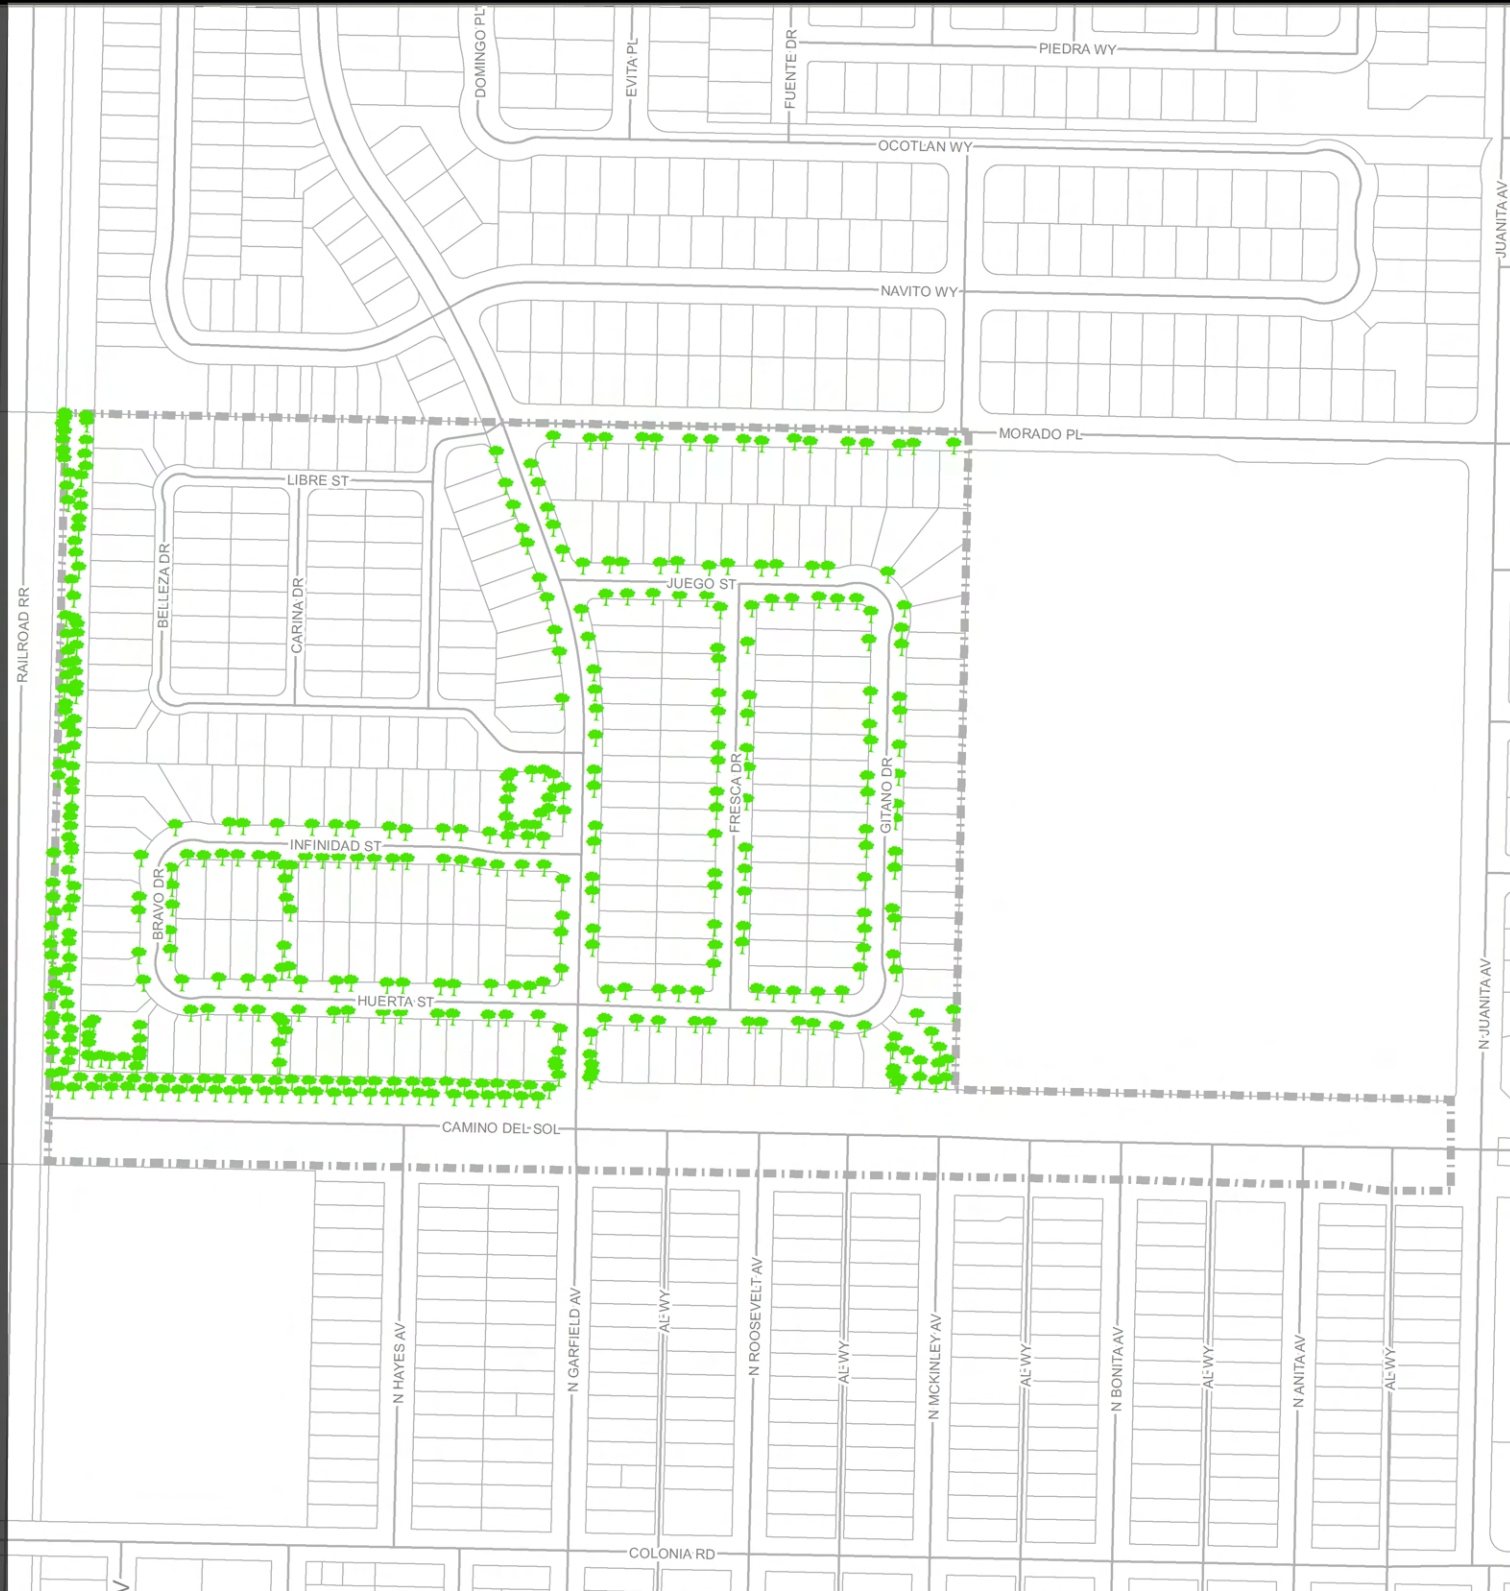 DOMINGO PL
EVITA PL
FUENTE DR
PIEDRA WY
OCOTLAN WY
JUANITA AV
NAVITO WY
MORADO PL
LIBRE ST
BELLEZA DR
CARINA DR
RAILROAD RR
JUEGO ST
FRESCA DR
GITANO DR
INFINIDAD ST
BRAVO DR
HUERTA ST
N JUANITA AV
CAMINO DEL SOL
N HAYES AV
N GARFIELD AV
AL-WY
N ROOSEVELT AV
AL-WY
N MCKINLEY AV
AL-WY
N BONITA AV
AL-WY
N ANITA AV
AL-WY
COLONIA RD